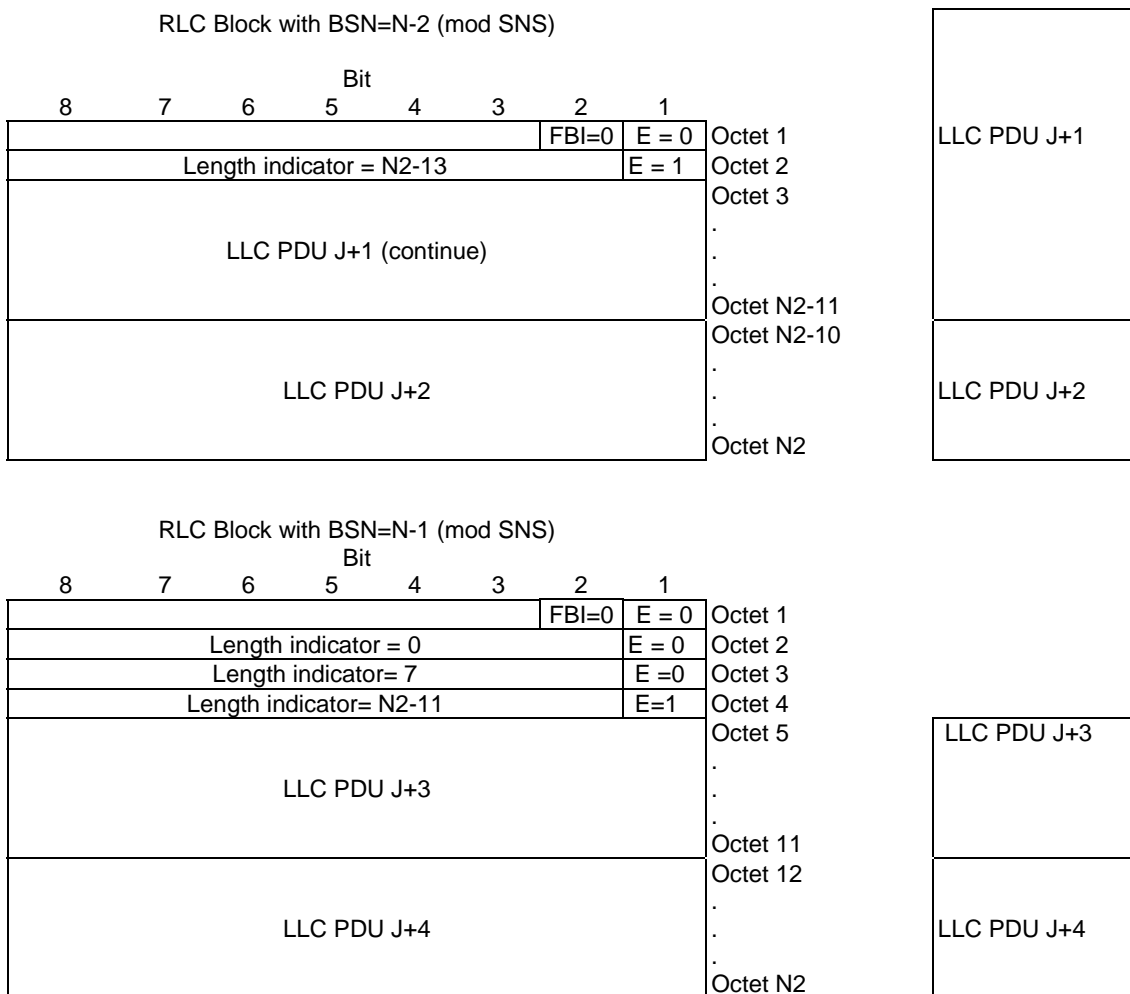 RLC Block with BSN=N-2 (mod SNS)
Bit
8 7 6 5 4 3 2 1
FBI=0 E = 0 Octet 1 LLC PDU J+1
Length indicator = N2-13 E = 1 Octet 2
Octet 3
.
LLC PDU J+1 (continue) .
.
Octet N2-11
Octet N2-10
.
LLC PDU J+2 . LLC PDU J+2
.
Octet N2
RLC Block with BSN=N-1 (mod SNS)
Bit
8 7 6 5 4 3 2 1
FBI=0 E = 0 Octet 1
Length indicator = 0 E = 0 Octet 2
Length indicator= 7 E =0 Octet 3
Length indicator= N2-11 E=1 Octet 4
Octet 5 LLC PDU J+3
.
LLC PDU J+3 .
.
Octet 11
Octet 12
.
LLC PDU J+4 . LLC PDU J+4
.
Octet N2